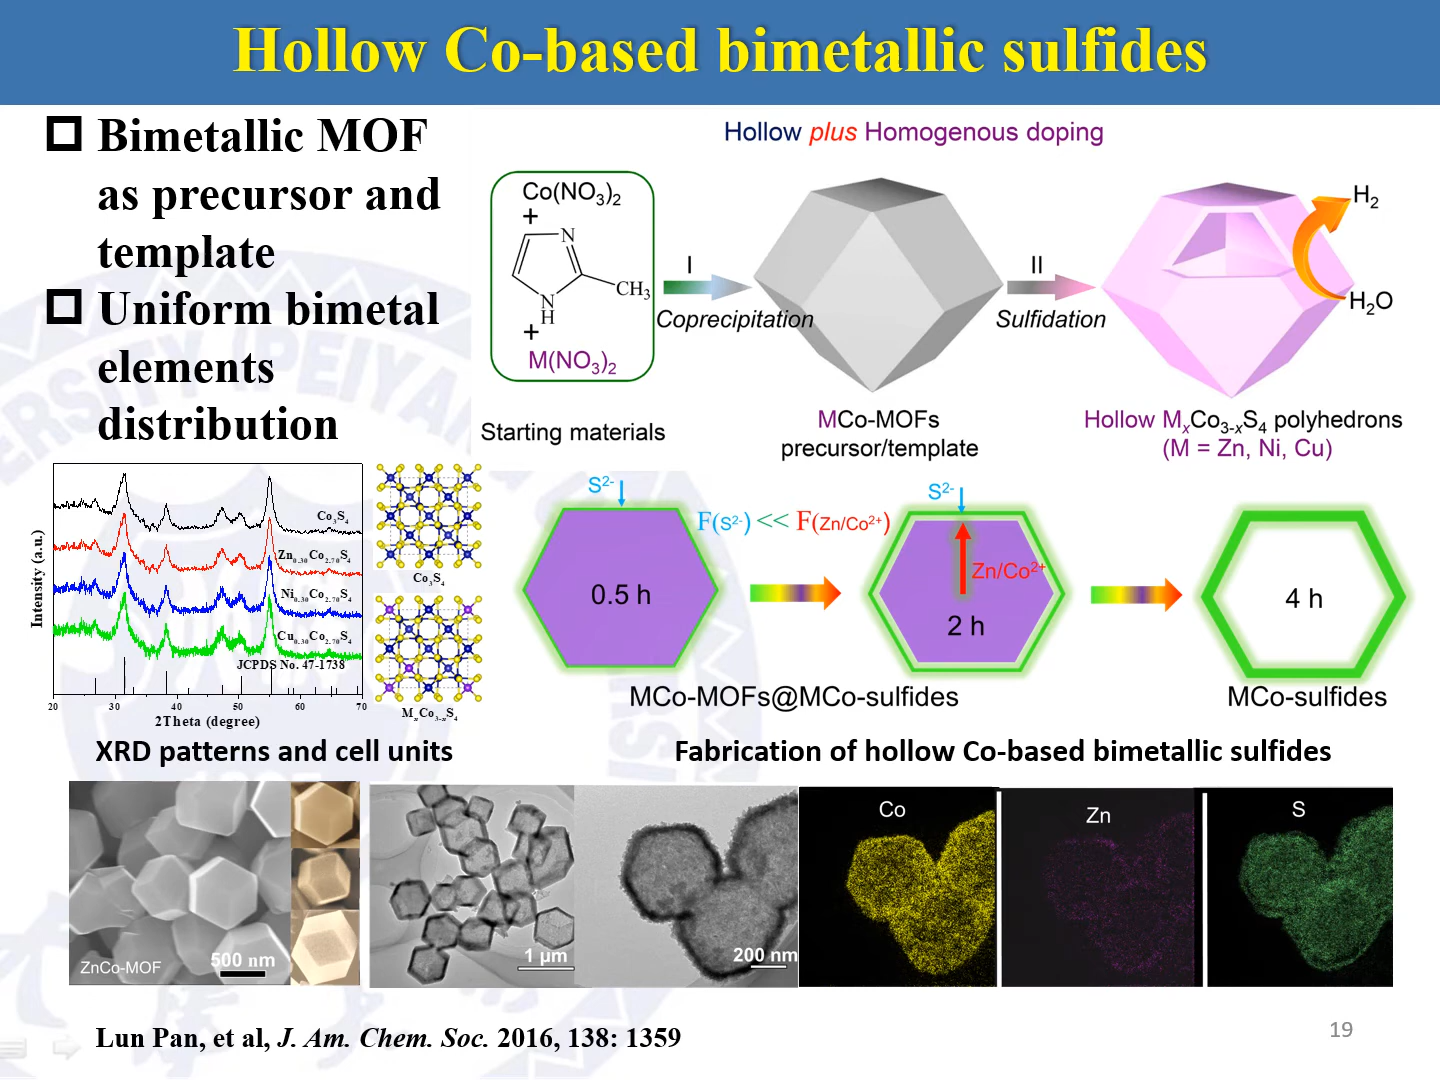 Hollow Co-based bimetallic sulfides
Bimetallic MOF
as precursor and
template
Uniform bimetal
elements
distribution
Hollow plus Homogenous doping
Co(NO3)2
+
N
N
H
CH3
+
M(NO3)2
I
Coprecipitation
II
Sulfidation
H2
H2O
Starting materials
MCo-MOFs
precursor/template
Hollow MxCo3-xS4 polyhedrons
(M = Zn, Ni, Cu)
Intensity (a.u.)
Co3S4
Zn0.30Co2.70S4
Ni0.30Co2.70S4
Cu0.30Co2.70S4
JCPDS No. 47-1738
20 30 40 50 60 70
2Theta (degree)
Co3S4
MxCo3-xS4
S2-
F(S2-) << F(Zn/Co2+)
S2-
0.5 h
Zn/Co2+
2 h
4 h
MCo-MOFs@MCo-sulfides
MCo-sulfides
XRD patterns and cell units
Fabrication of hollow Co-based bimetallic sulfides
ZnCo-MOF
500 nm
1 µm
200 nm
Co
Zn
S
Lun Pan, et al, J. Am. Chem. Soc. 2016, 138: 1359
19